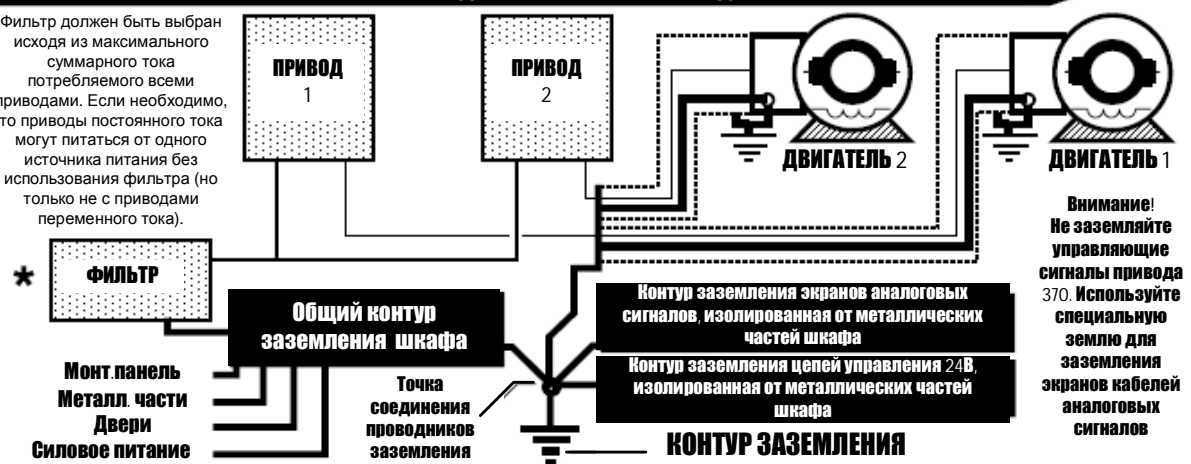 Фильтр должен быть выбран
исходя из максимального
суммарного тока
потребляемого всеми
приводами. Если необходимо,
то приводы постоянного тока
могут питаться от одного
источника питания без
использования фильтра (но
только не с приводами
переменного тока).
ПРИВОД
1
ПРИВОД
2
ДВИГАТЕЛЬ 2
ДВИГАТЕЛЬ 1
* ФИЛЬТР
Внимание!
Не заземляйте
управляющие
сигналы привода
370. Используйте
специальную
землю для
заземления
экранов кабелей
аналоговых
сигналов
Общий контур
заземления шкафа
Контур заземления экранов аналоговых
сигналов, изолированная от металлических
частей шкафа
Контур заземления цепей управления 24В,
изолированная от металлических частей
шкафа
Монт.панель
Металл. части
Двери
Силовое питание
Точка
соединения
проводников
заземления
КОНТУР ЗАЗЕМЛЕНИЯ